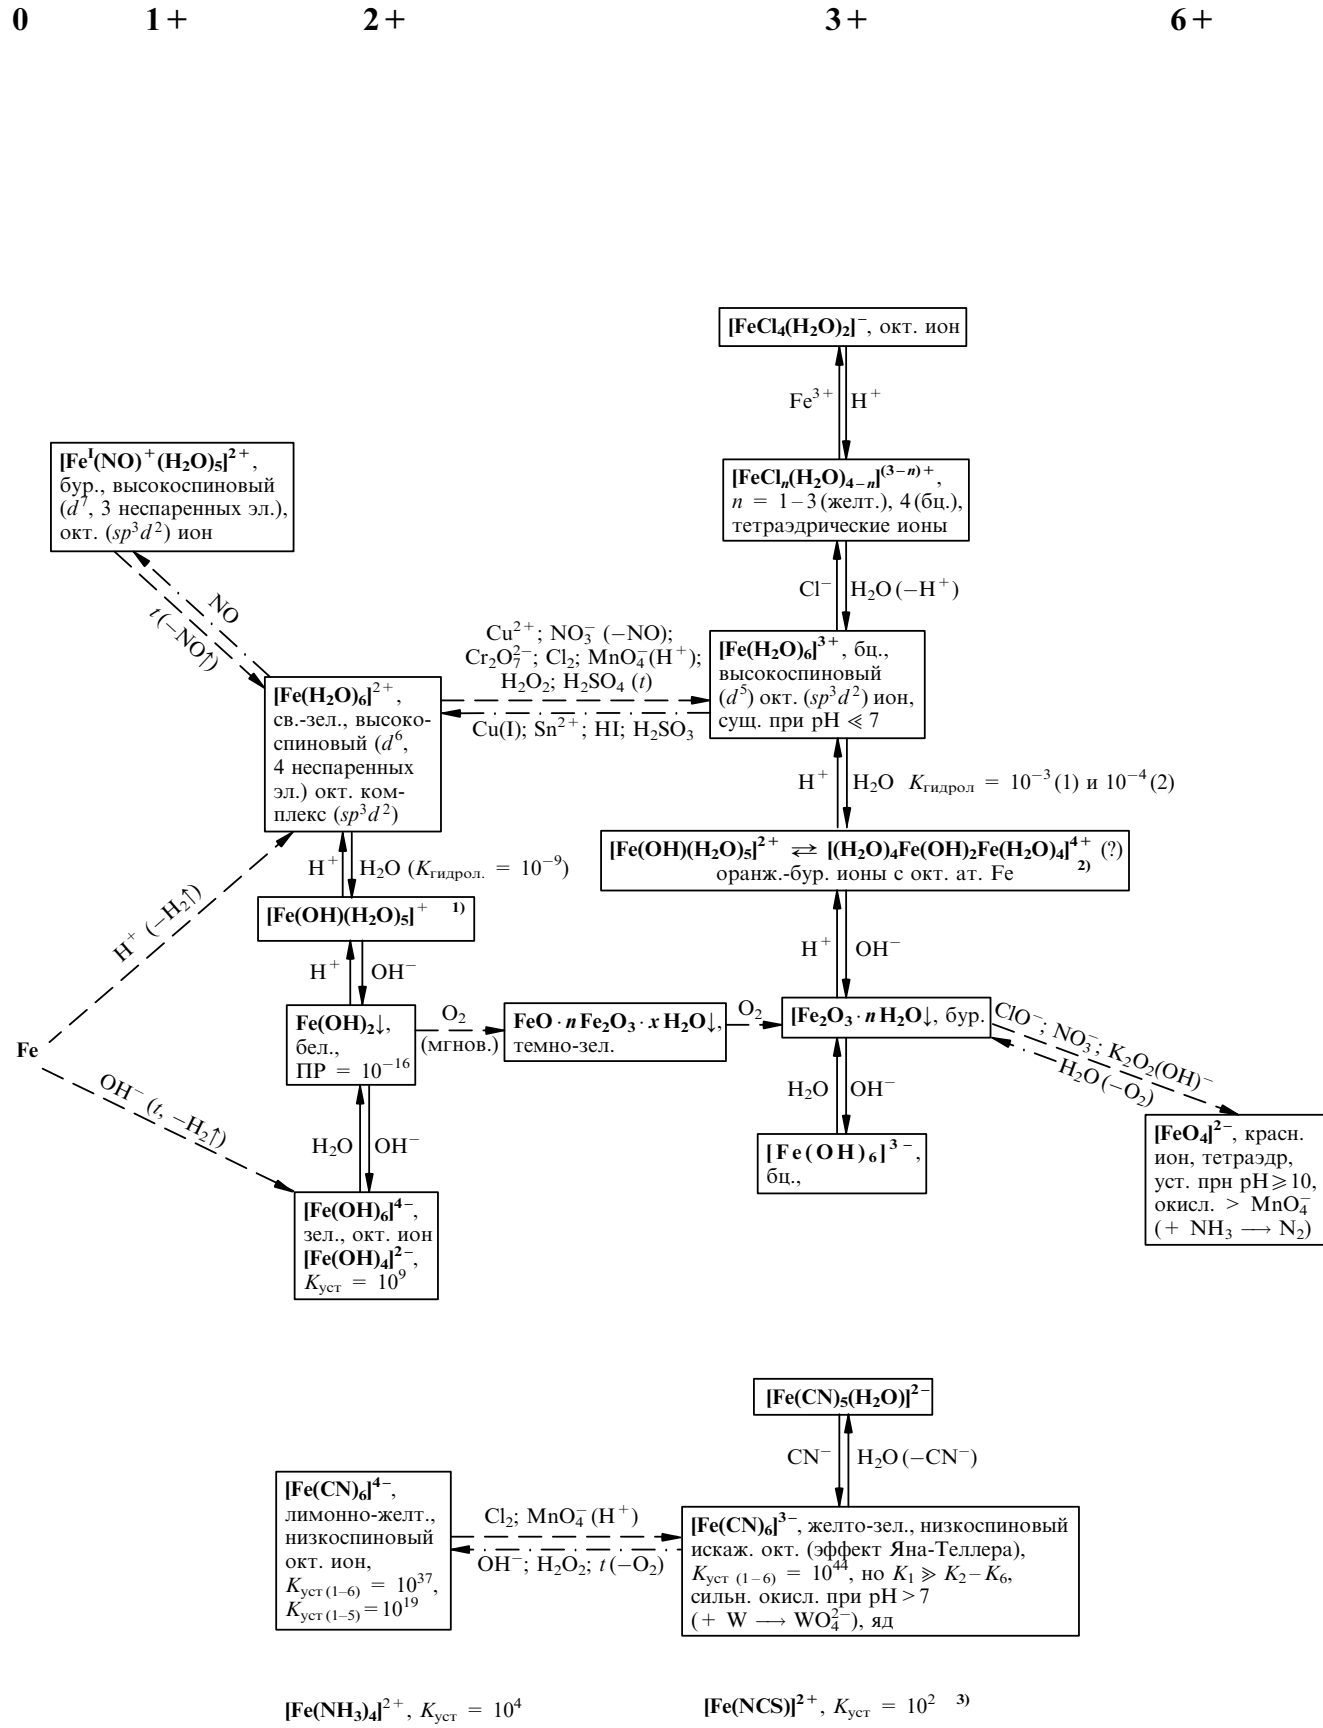 0 1+ 2+ 3+ 6+
[FeCl₄(H₂O)₂]⁻, окт. ион
Fe³⁺ H⁺
[Feᴵ(NO)⁺(H₂O)₅]²⁺,
бур., высокоспиновый
(d⁷, 3 неспаренных эл.),
окт. (sp³d²) ион
[FeClₙ(H₂O)₄₋ₙ]⁽³⁻ⁿ⁾⁺,
n = 1–3 (желт.), 4 (бц.),
тетраэдрические ионы
Cl⁻ H₂O (−H⁺)
NO
t (−NO↑)
Cu²⁺; NO₃⁻ (−NO);
Cr₂O₇²⁻; Cl₂; MnO₄⁻(H⁺);
H₂O₂; H₂SO₄ (t)
Cu(I); Sn²⁺; HI; H₂SO₃
[Fe(H₂O)₆]³⁺, бц.,
высокоспиновый
(d⁵) окт. (sp³d²) ион,
сущ. при pH ≪ 7
[Fe(H₂O)₆]²⁺,
св.-зел., высоко-
спиновый (d⁶,
4 неспаренных
эл.) окт. ком-
плекс (sp³d²)
H⁺ H₂O Kгидрол = 10⁻³ (1) и 10⁻⁴ (2)
[Fe(OH)(H₂O)₅]²⁺ ⇄ [(H₂O)₄Fe(OH)₂Fe(H₂O)₄]⁴⁺ (?)
оранж.-бур. ионы с окт. ат. Fe 2)
H⁺ H₂O (Kгидрол. = 10⁻⁹)
[Fe(OH)(H₂O)₅]⁺ 1)
H⁺ (−H₂↑)
H⁺ OH⁻
H⁺ OH⁻
Fe
Fe(OH)₂↓,
бел.,
ПР = 10⁻¹⁶
O₂
(мгнов.)
FeO · n Fe₂O₃ · x H₂O↓,
темно-зел.
O₂
[Fe₂O₃ · n H₂O↓, бур.
ClO⁻; NO₃⁻; K₂O₂(OH)⁻
H₂O (−O₂)
OH⁻ (t, −H₂↑)
H₂O OH⁻
H₂O OH⁻
[Fe(OH)₆]³⁻,
бц.,
[FeO₄]²⁻, красн.
ион, тетраэдр,
уст. прн pH ⩾ 10,
окисл. > MnO₄⁻
(+ NH₃ ⟶ N₂)
[Fe(OH)₆]⁴⁻,
зел., окт. ион
[Fe(OH)₄]²⁻,
Kуст = 10⁹
[Fe(CN)₅(H₂O)]²⁻
CN⁻ H₂O (−CN⁻)
[Fe(CN)₆]⁴⁻,
лимонно-желт.,
низкоспиновый
окт. ион,
Kуст (1–6) = 10³⁷,
Kуст (1–5) = 10¹⁹
Cl₂; MnO₄⁻ (H⁺)
OH⁻; H₂O₂; t (−O₂)
[Fe(CN)₆]³⁻, желто-зел., низкоспиновый
искаж. окт. (эффект Яна-Теллера),
Kуст (1–6) = 10⁴⁴, но K₁ ≫ K₂ – K₆,
сильн. окисл. при pH > 7
(+ W ⟶ WO₄²⁻), яд
[Fe(NH₃)₄]²⁺, Kуст = 10⁴
[Fe(NCS)]²⁺, Kуст = 10² 3)